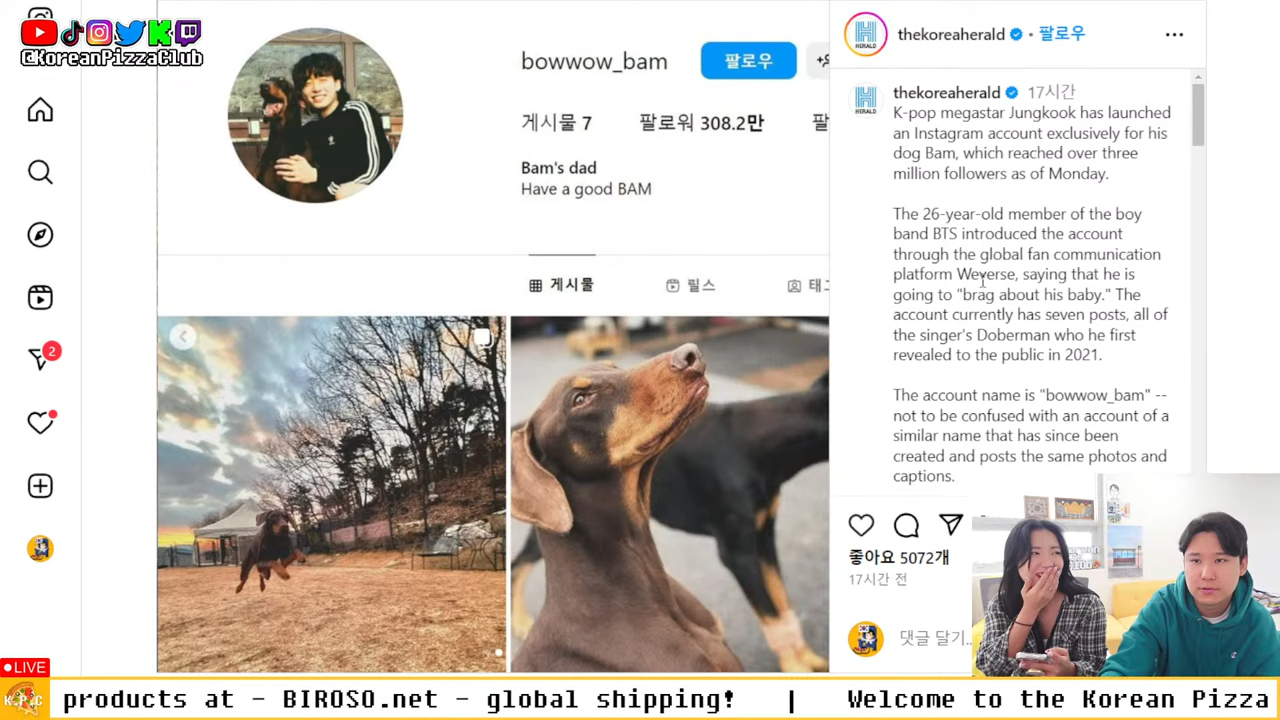 @KoreanPizzaClub
bowwow_bam
팔로우
게시물 7
팔로워 308.2만
팔
Bam's dad
Have a good BAM
게시물
릴스
태그
2
HERALD
thekoreaherald
• 팔로우
HERALD
thekoreaherald
17시간
K-pop megastar Jungkook has launched
an Instagram account exclusively for his
dog Bam, which reached over three
million followers as of Monday.
The 26-year-old member of the boy
band BTS introduced the account
through the global fan communication
platform Weverse, saying that he is
going to "brag about his baby." The
account currently has seven posts, all of
the singer's Doberman who he first
revealed to the public in 2021.
The account name is "bowwow_bam" --
not to be confused with an account of a
similar name that has since been
created and posts the same photos and
captions.
좋아요 5072개
17시간 전
댓글 달기...
LIVE
K.P.C
products at - BIROSO.net - global shipping! | Welcome to the Korean Pizza